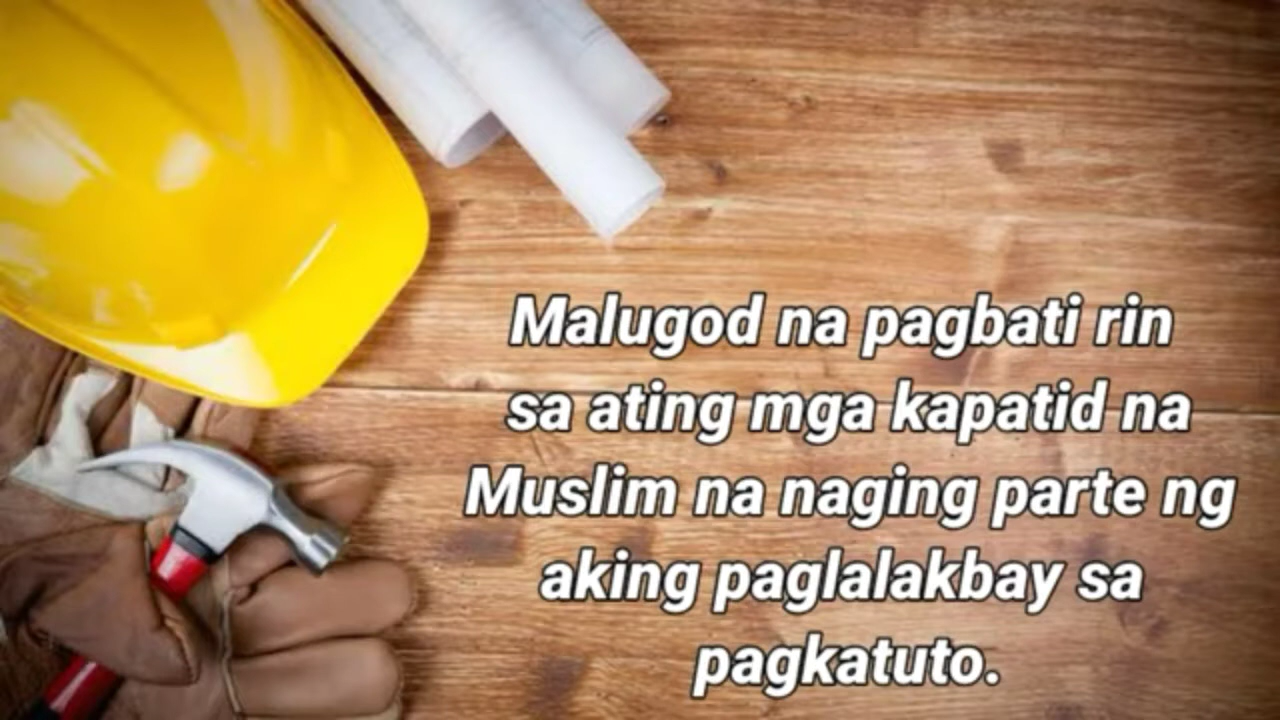 Malugod na pagbati rin
sa ating mga kapatid na
Muslim na naging parte ng
aking paglalakbay sa
pagkatuto.